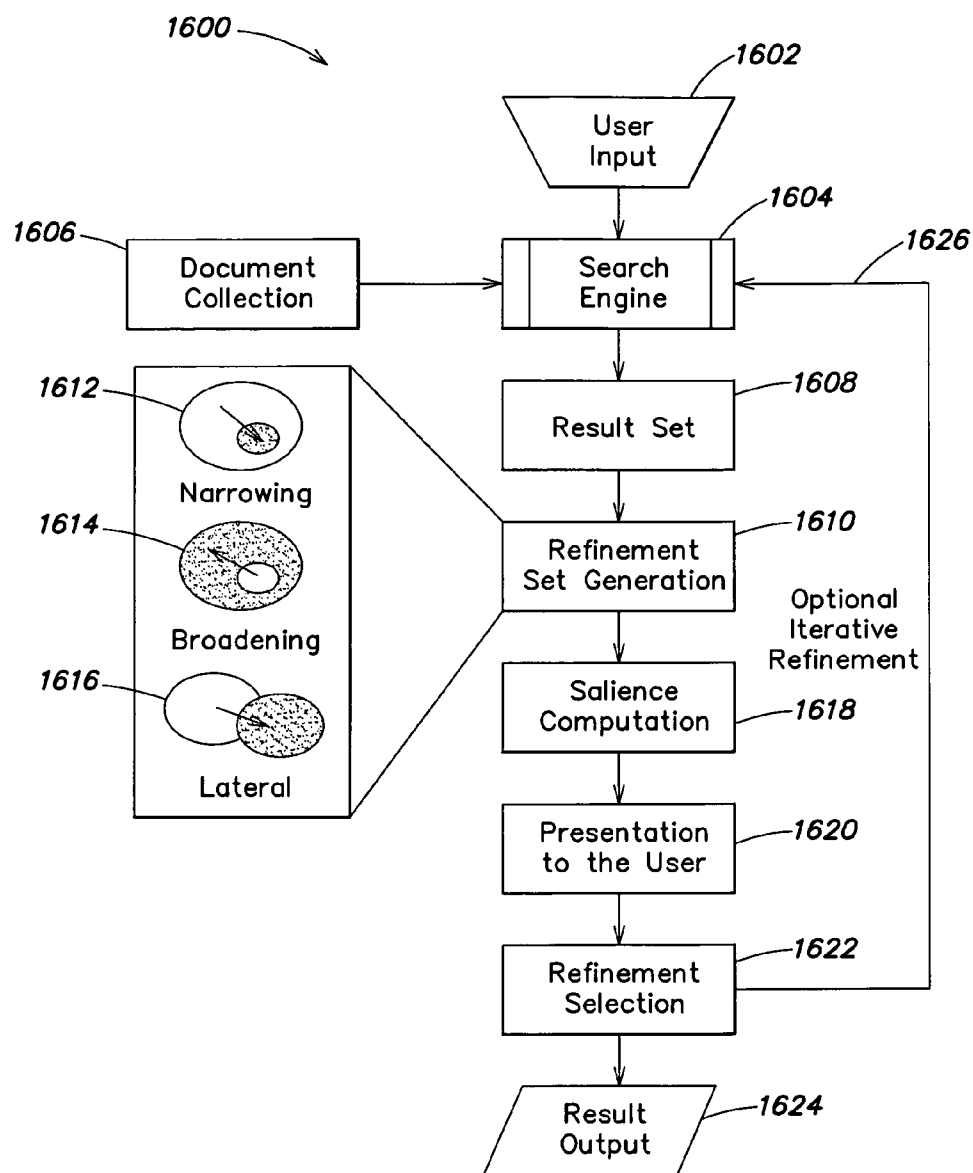 1600
1602
User
Input
1604
1606
1626
Document
Collection
Search
Engine
1612
1608
Result Set
Narrowing
1614
1610
Refinement
Set Generation
Optional
Iterative
Refinement
Broadening
1616
Salience
Computation
1618
Lateral
Presentation
to the User
1620
1622
Refinement
Selection
Result
Output
1624